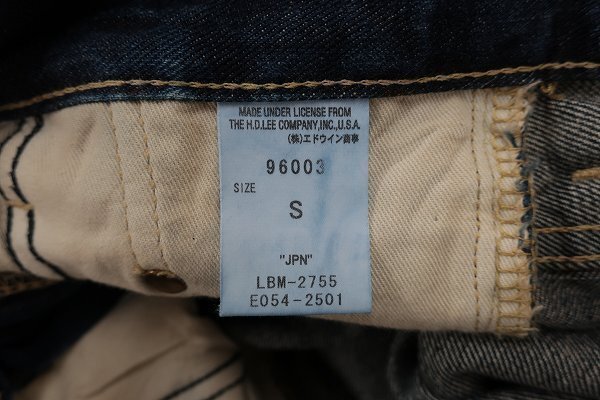 MADE UNDER LICENSE FROM
THE H.D.LEE COMPANY,INC.,U.S.A.
(株)エドウイン商事
96003
SIZE
S
"JPN"
LBM-2755
E054-2501